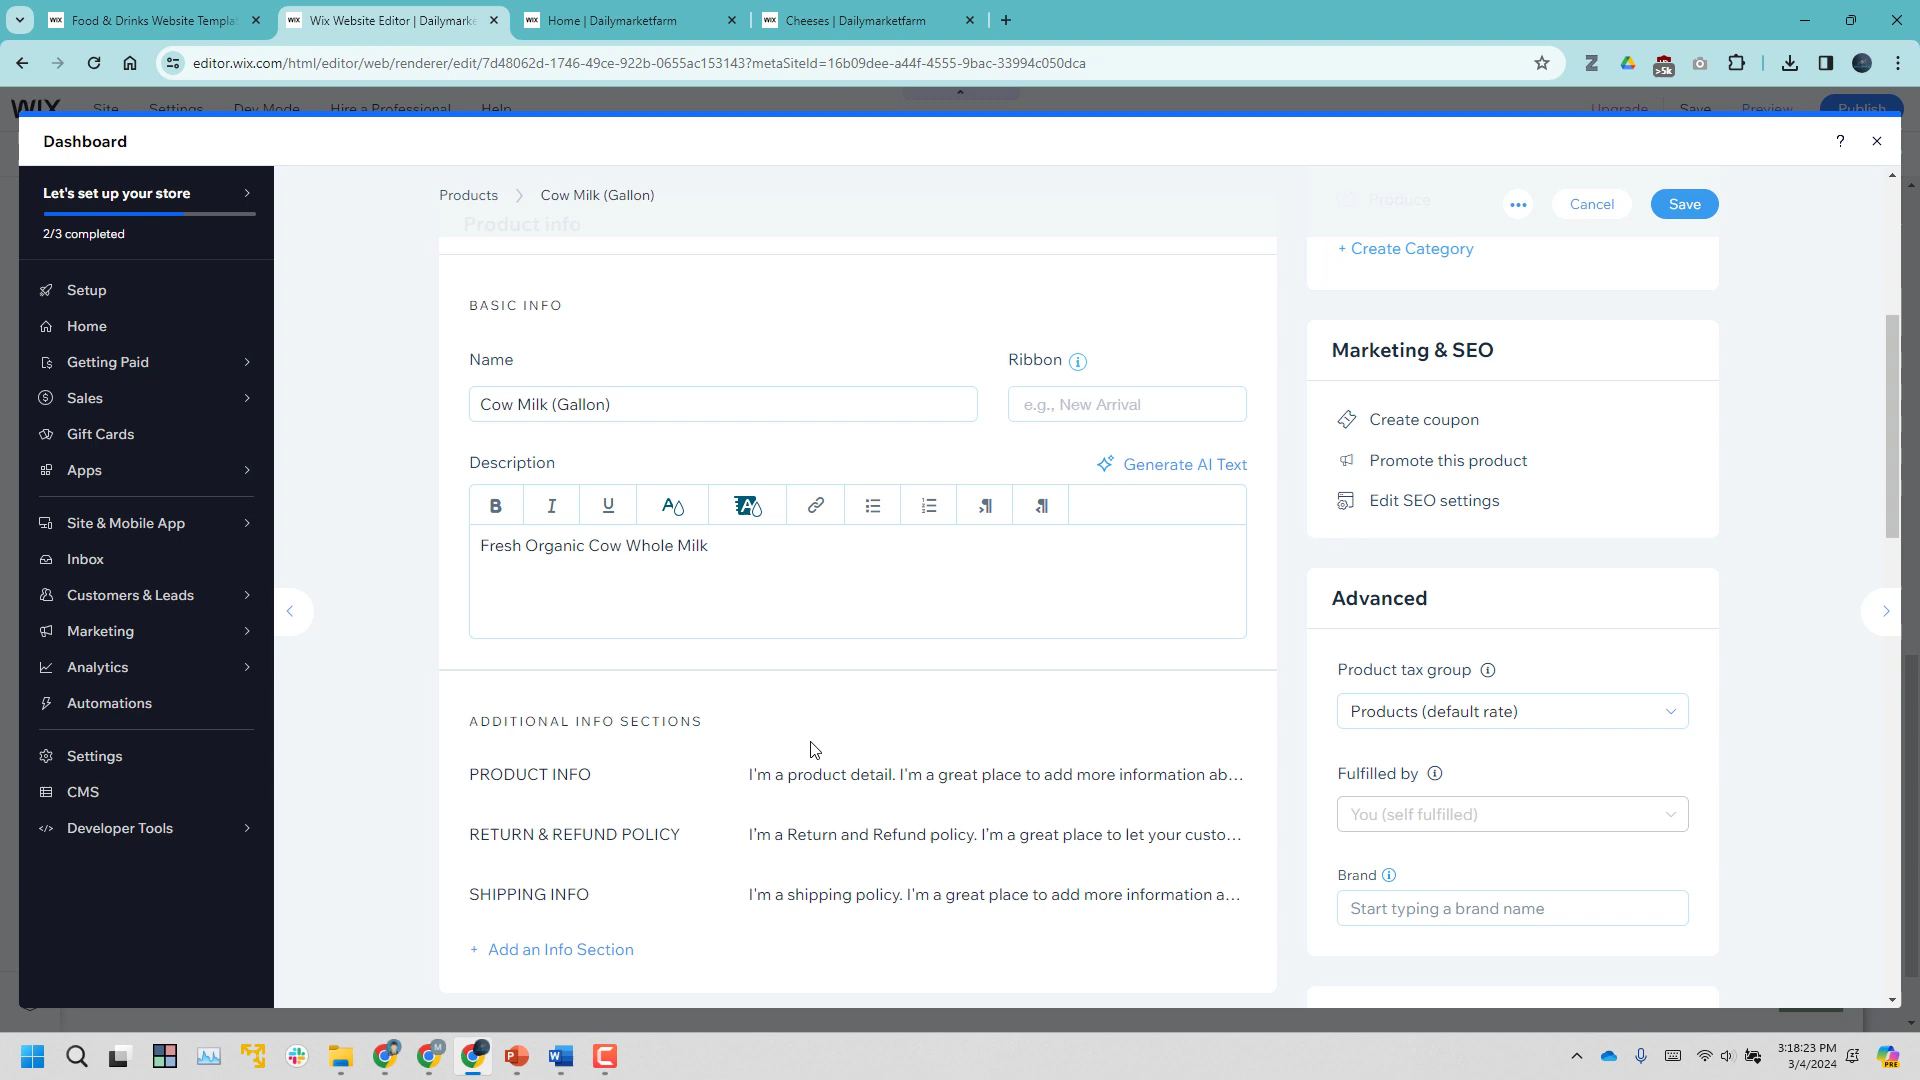 Food & Drinks Website Templat
Wix Website Editor | Dailymarke
Home | Dailymarketfarm
Cheeses | Dailymarketfarm
editor.wix.com/html/editor/web/renderer/edit/7d48062d-1746-49ce-922b-0655ac153143?metaSiteId=16b09dee-a44f-4555-9bac-33994c050dca
>5k
WIX Site Settings Dev Mode Hire a Professional Help Upgrade Save Preview Publish
Dashboard
?
Let's set up your store
2/3 completed
Setup
Home
Getting Paid
Sales
Gift Cards
Apps
Site & Mobile App
Inbox
Customers & Leads
Marketing
Analytics
Automations
Settings
CMS
Developer Tools
Products > Cow Milk (Gallon)
Cancel
Save
Product info
Produce
+ Create Category
BASIC INFO
Name
Ribbon
Cow Milk (Gallon)
e.g., New Arrival
Description
Generate AI Text
B I U A A
Fresh Organic Cow Whole Milk
ADDITIONAL INFO SECTIONS
PRODUCT INFO I'm a product detail. I'm a great place to add more information ab...
RETURN & REFUND POLICY I'm a Return and Refund policy. I'm a great place to let your custo...
SHIPPING INFO I'm a shipping policy. I'm a great place to add more information a...
+ Add an Info Section
Marketing & SEO
Create coupon
Promote this product
Edit SEO settings
Advanced
Product tax group
Products (default rate)
Fulfilled by
You (self fulfilled)
Brand
Start typing a brand name
3:18:23 PM
3/4/2024